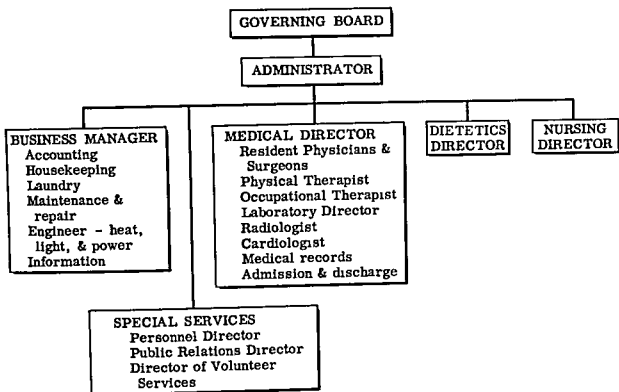 GOVERNING BOARD
ADMINISTRATOR
BUSINESS MANAGER
Accounting
Housekeeping
Laundry
Maintenance &
repair
Engineer - heat,
light, & power
Information
MEDICAL DIRECTOR
Resident Physicians &
Surgeons
Physical Therapist
Occupational Therapist
Laboratory Director
Radiologist
Cardiologist
Medical records
Admission & discharge
DIETETICS
DIRECTOR
NURSING
DIRECTOR
SPECIAL SERVICES
Personnel Director
Public Relations Director
Director of Volunteer
Services